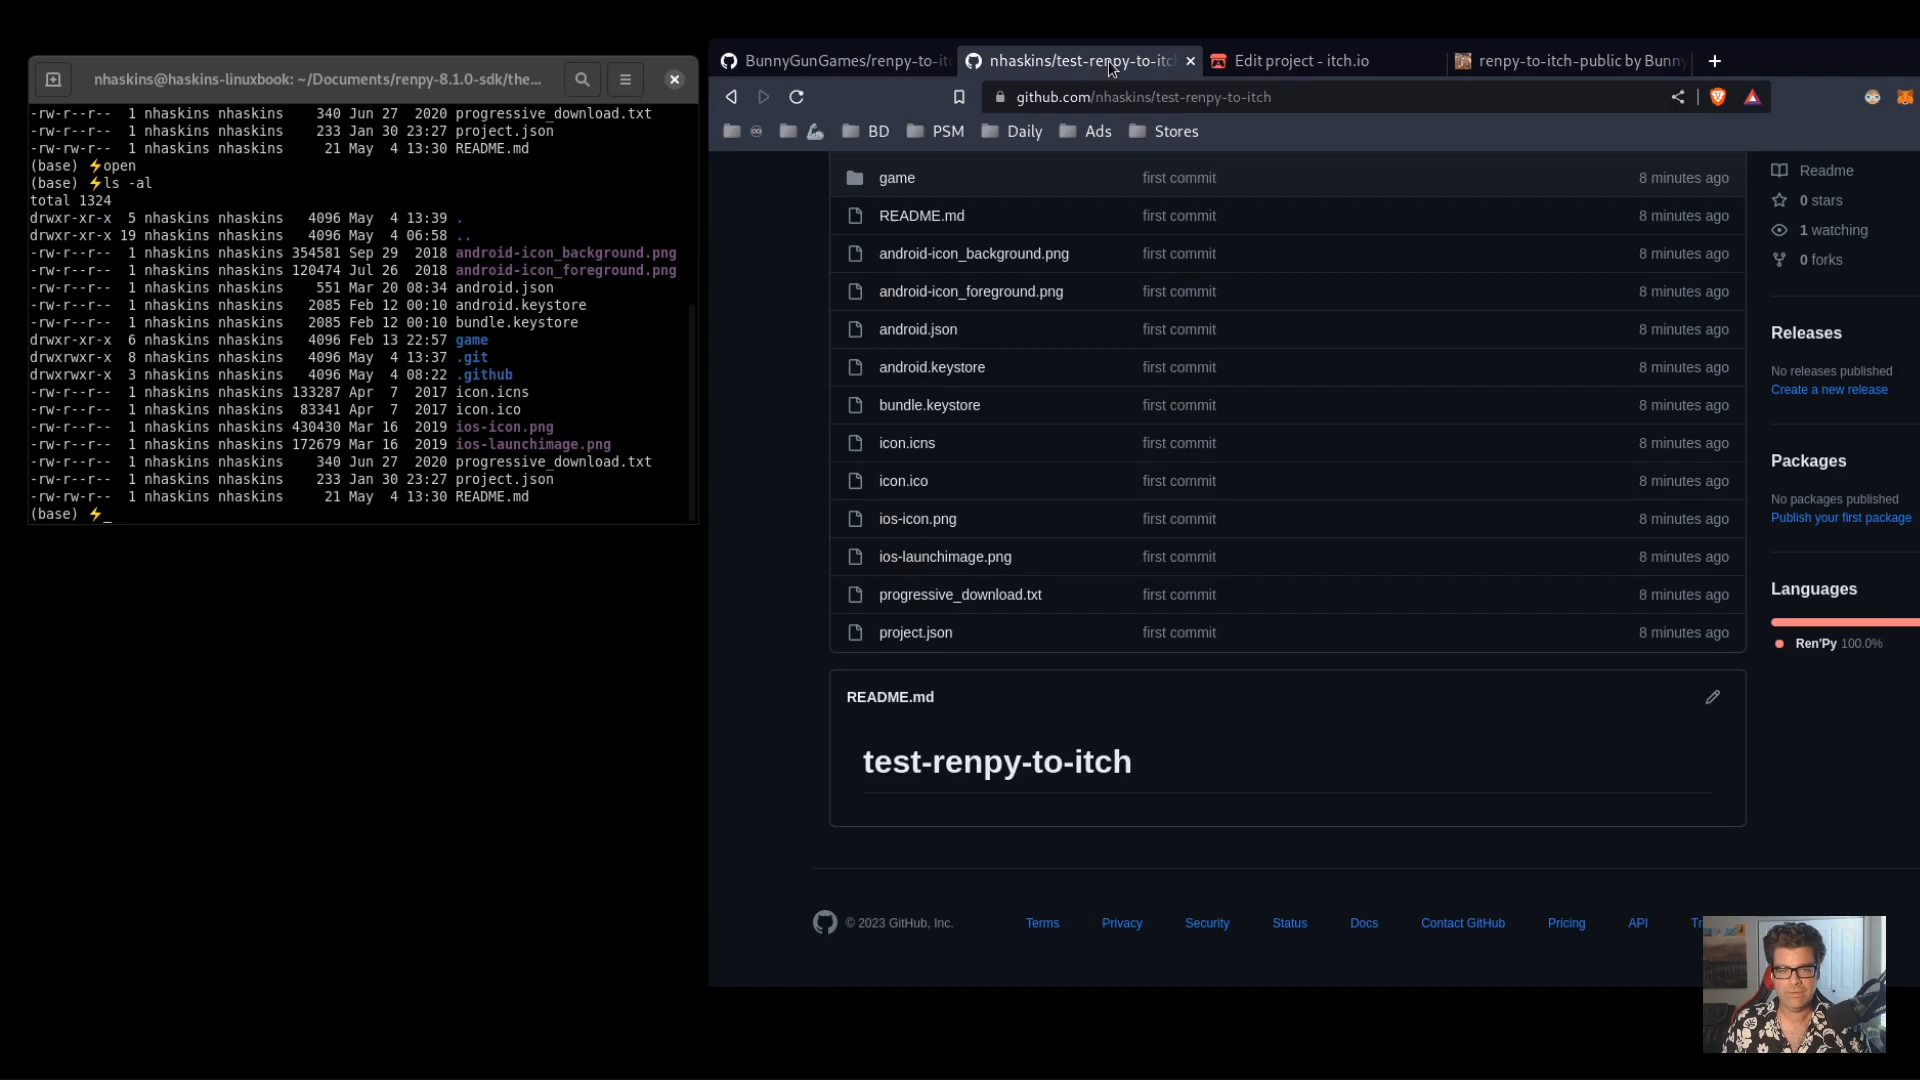 nhaskins@haskins-linuxbook: ~/Documents/renpy-8.1.0-sdk/the...
-rw-r--r-- 1 nhaskins nhaskins 340 Jun 27 2020 progressive_download.txt
-rw-r--r-- 1 nhaskins nhaskins 233 Jan 30 23:27 project.json
-rw-rw-r-- 1 nhaskins nhaskins 21 May 4 13:30 README.md
(base) ⚡open
(base) ⚡ls -al
total 1324
drwxr-xr-x 5 nhaskins nhaskins 4096 May 4 13:39 .
drwxr-xr-x 19 nhaskins nhaskins 4096 May 4 06:58 ..
-rw-r--r-- 1 nhaskins nhaskins 354581 Sep 29 2018 android-icon_background.png
-rw-r--r-- 1 nhaskins nhaskins 120474 Jul 26 2018 android-icon_foreground.png
-rw-r--r-- 1 nhaskins nhaskins 551 Mar 20 08:34 android.json
-rw-r--r-- 1 nhaskins nhaskins 2085 Feb 12 00:10 android.keystore
-rw-r--r-- 1 nhaskins nhaskins 2085 Feb 12 00:10 bundle.keystore
drwxr-xr-x 6 nhaskins nhaskins 4096 Feb 13 22:57 game
drwxrwxr-x 8 nhaskins nhaskins 4096 May 4 13:37 .git
drwxrwxr-x 3 nhaskins nhaskins 4096 May 4 08:22 .github
-rw-r--r-- 1 nhaskins nhaskins 133287 Apr 7 2017 icon.icns
-rw-r--r-- 1 nhaskins nhaskins 83341 Apr 7 2017 icon.ico
-rw-r--r-- 1 nhaskins nhaskins 430430 Mar 16 2019 ios-icon.png
-rw-r--r-- 1 nhaskins nhaskins 172679 Mar 16 2019 ios-launchimage.png
-rw-r--r-- 1 nhaskins nhaskins 340 Jun 27 2020 progressive_download.txt
-rw-r--r-- 1 nhaskins nhaskins 233 Jan 30 23:27 project.json
-rw-rw-r-- 1 nhaskins nhaskins 21 May 4 13:30 README.md
(base) ⚡_
BunnyGunGames/renpy-to-itc nhaskins/test-renpy-to-itc Edit project - itch.io renpy-to-itch-public by Bunny
github.com/nhaskins/test-renpy-to-itch
BD PSM Daily Ads Stores
game first commit 8 minutes ago
README.md first commit 8 minutes ago
android-icon_background.png first commit 8 minutes ago
android-icon_foreground.png first commit 8 minutes ago
android.json first commit 8 minutes ago
android.keystore first commit 8 minutes ago
bundle.keystore first commit 8 minutes ago
icon.icns first commit 8 minutes ago
icon.ico first commit 8 minutes ago
ios-icon.png first commit 8 minutes ago
ios-launchimage.png first commit 8 minutes ago
progressive_download.txt first commit 8 minutes ago
project.json first commit 8 minutes ago
README.md
test-renpy-to-itch
Readme
0 stars
1 watching
0 forks
Releases
No releases published
Create a new release
Packages
No packages published
Publish your first package
Languages
Ren'Py 100.0%
© 2023 GitHub, Inc. Terms Privacy Security Status Docs Contact GitHub Pricing API Tr